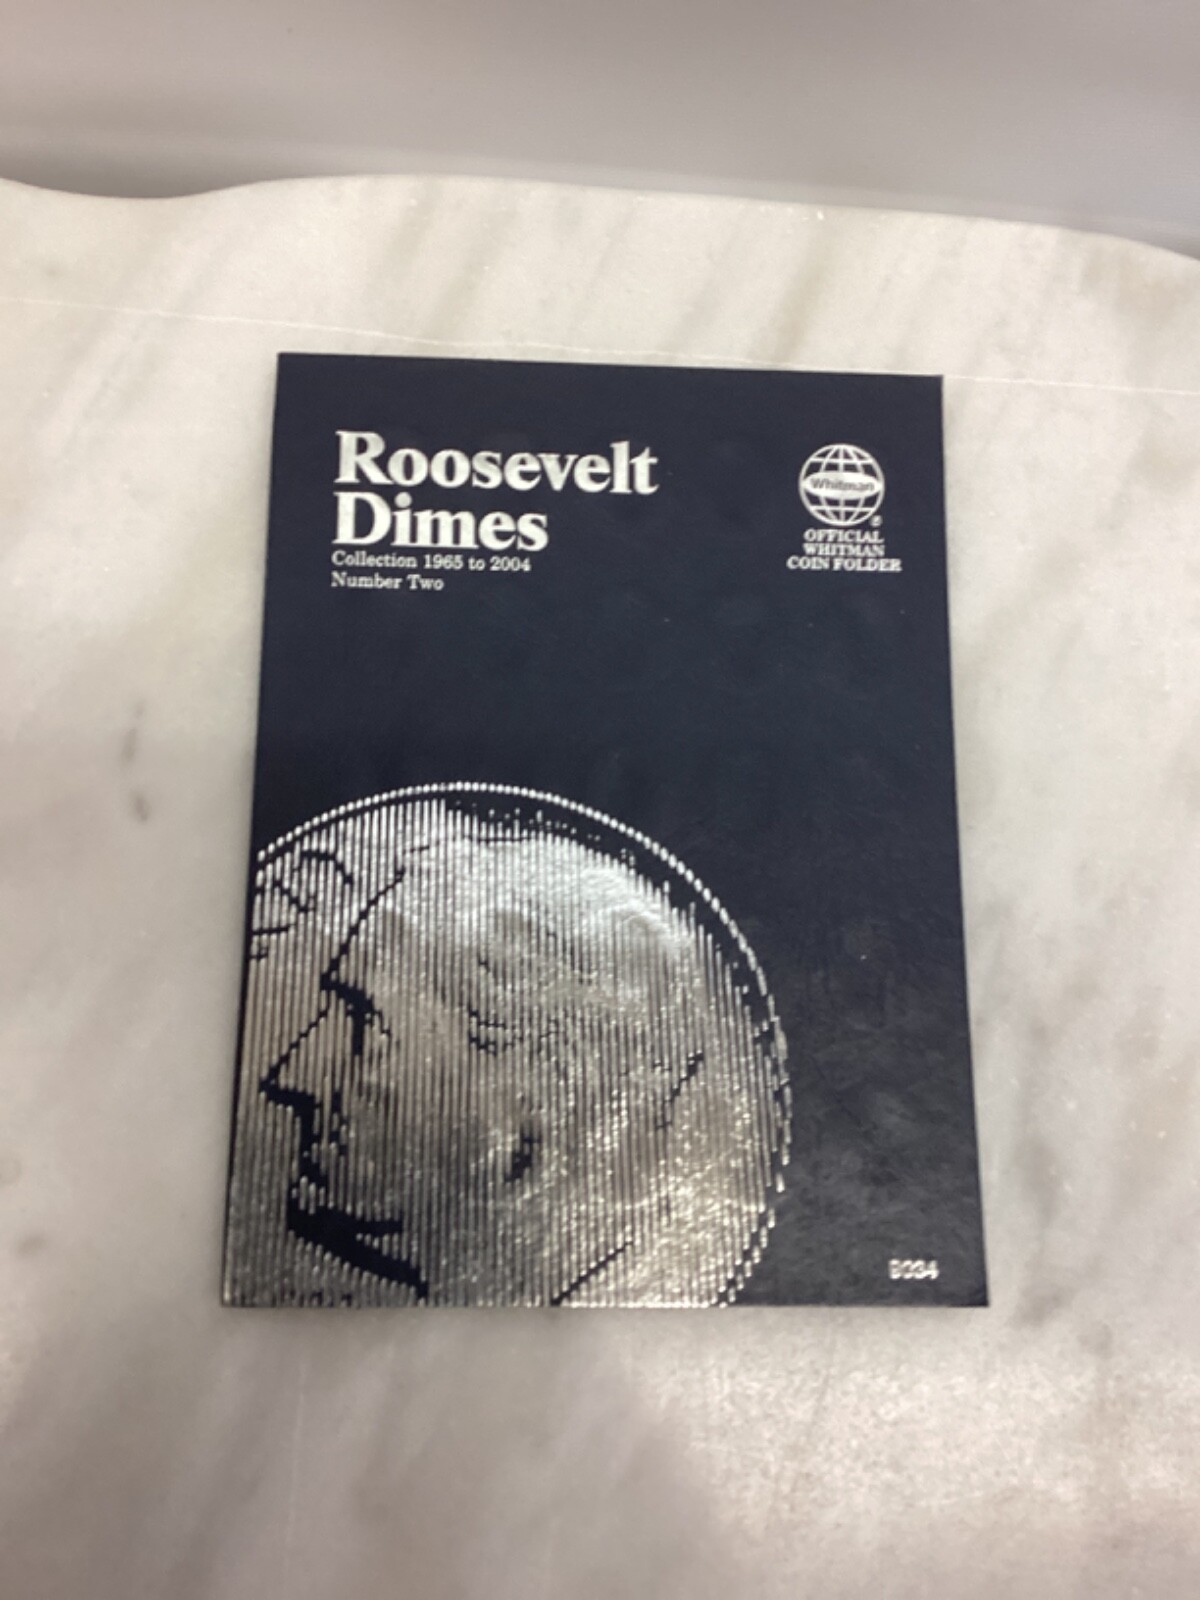 Roosevelt
Dimes
Collection 1965 to 2004
Number Two
Whitman
®
OFFICIAL
WHITMAN
COIN FOLDER
9034